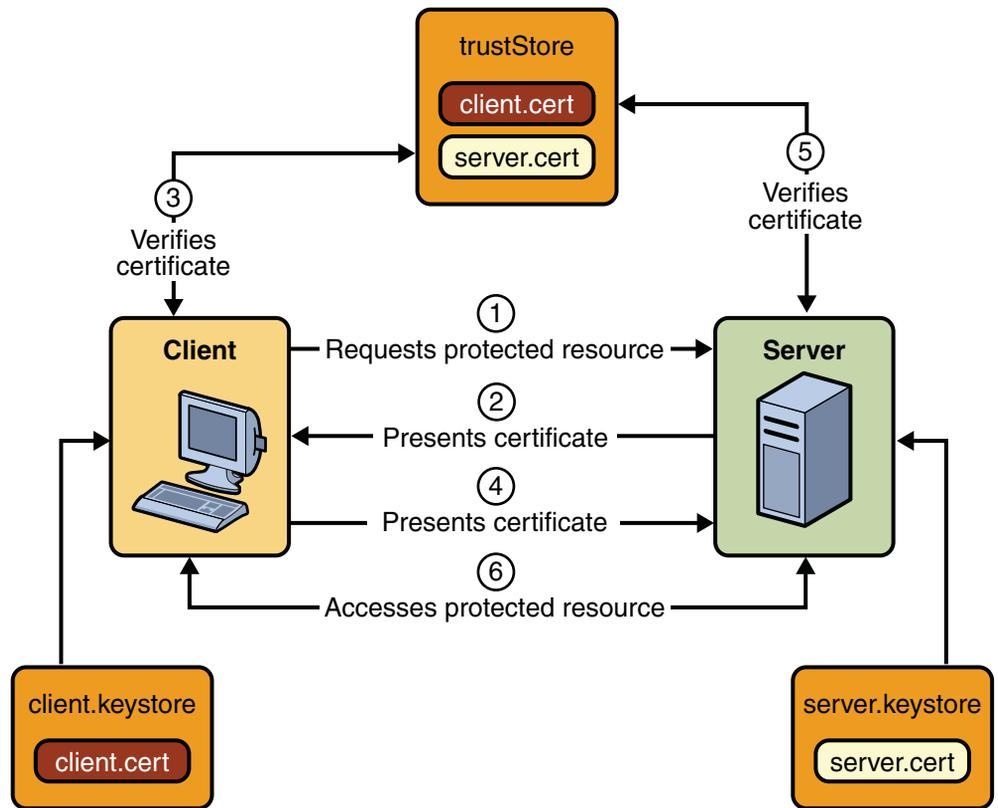 trustStore
client.cert
server.cert
3
Verifies
certificate
5
Verifies
certificate
Client
1
Requests protected resource
Server
2
Presents certificate
4
Presents certificate
6
Accesses protected resource
client.keystore
client.cert
server.keystore
server.cert